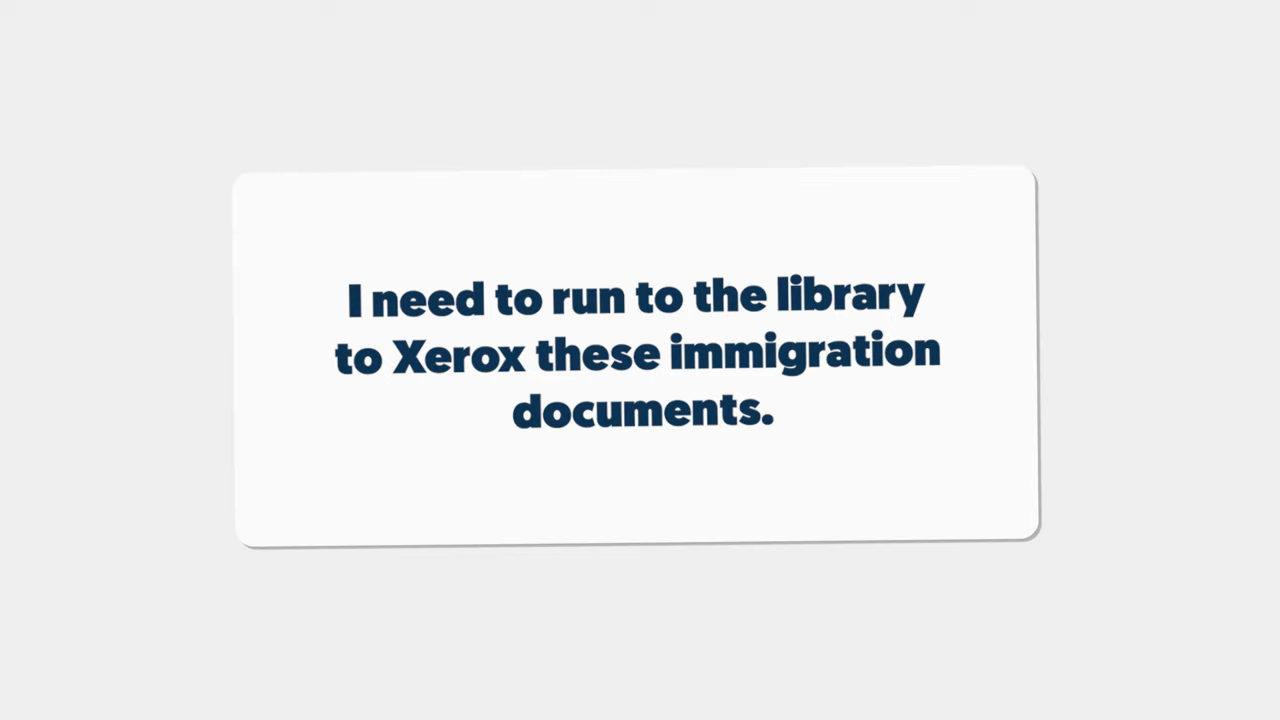 I need to run to the library
to Xerox these immigration
documents.